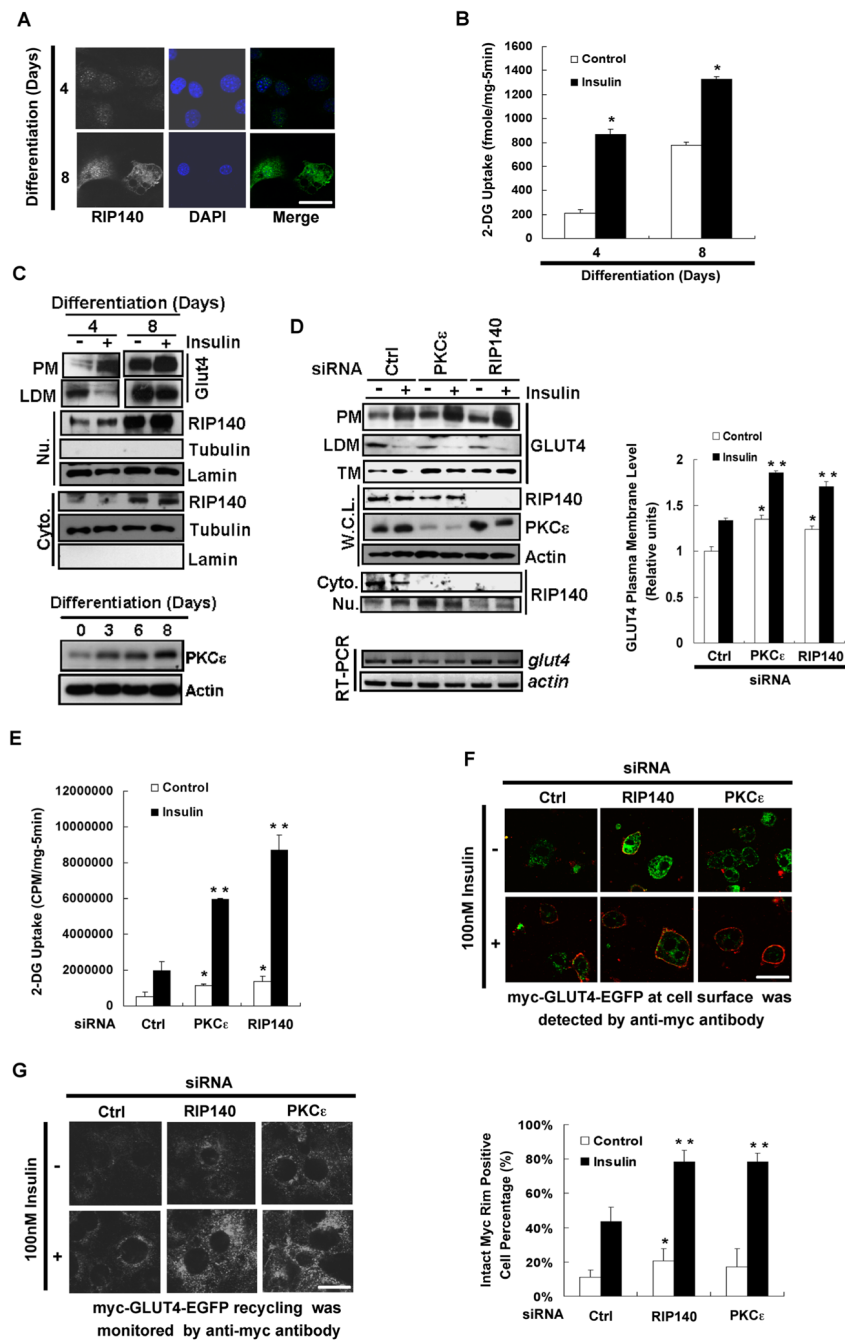 A
Differentiation (Days)
4
8
RIP140 DAPI Merge
B
2-DG Uptake (fmole/mg-5min)
1600
1400
1200
1000
800
600
400
200
0
Control
Insulin
*
*
4 8
Differentiation (Days)
C
Differentiation (Days)
4 8
- + - + Insulin
PM
LDM
Glut4
Nu.
RIP140
Tubulin
Lamin
Cyto.
RIP140
Tubulin
Lamin
Differentiation (Days)
0 3 6 8
PKCε
Actin
D
siRNA Ctrl PKCε RIP140
- + - + - + Insulin
PM
LDM GLUT4
TM
W.C.L.
RIP140
PKCε
Actin
Cyto.
Nu.
RIP140
RT-PCR
glut4
actin
GLUT4 Plasma Membrane Level
(Relative units)
2
1.5
1
0.5
0
Control
Insulin
* * * * * *
Ctrl PKCε RIP140
siRNA
E
2-DG Uptake (CPM/mg-5min)
12000000
10000000
8000000
6000000
4000000
2000000
0
Control
Insulin
* * * * * *
siRNA Ctrl PKCε RIP140
F
siRNA
Ctrl RIP140 PKCε
100nM Insulin
-
+
myc-GLUT4-EGFP at cell surface was
detected by anti-myc antibody
G
siRNA
Ctrl RIP140 PKCε
100nM Insulin
-
+
myc-GLUT4-EGFP recycling was
monitored by anti-myc antibody
Intact Myc Rim Positive
Cell Percentage (%)
100%
80%
60%
40%
20%
0%
Control
Insulin
* * * * *
siRNA Ctrl RIP140 PKCε